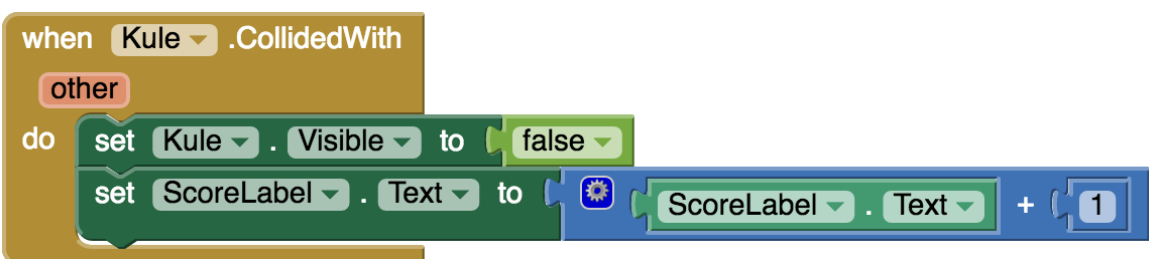 when Kule .CollidedWith
other
do set Kule . Visible to false
set ScoreLabel . Text to ScoreLabel . Text + 1